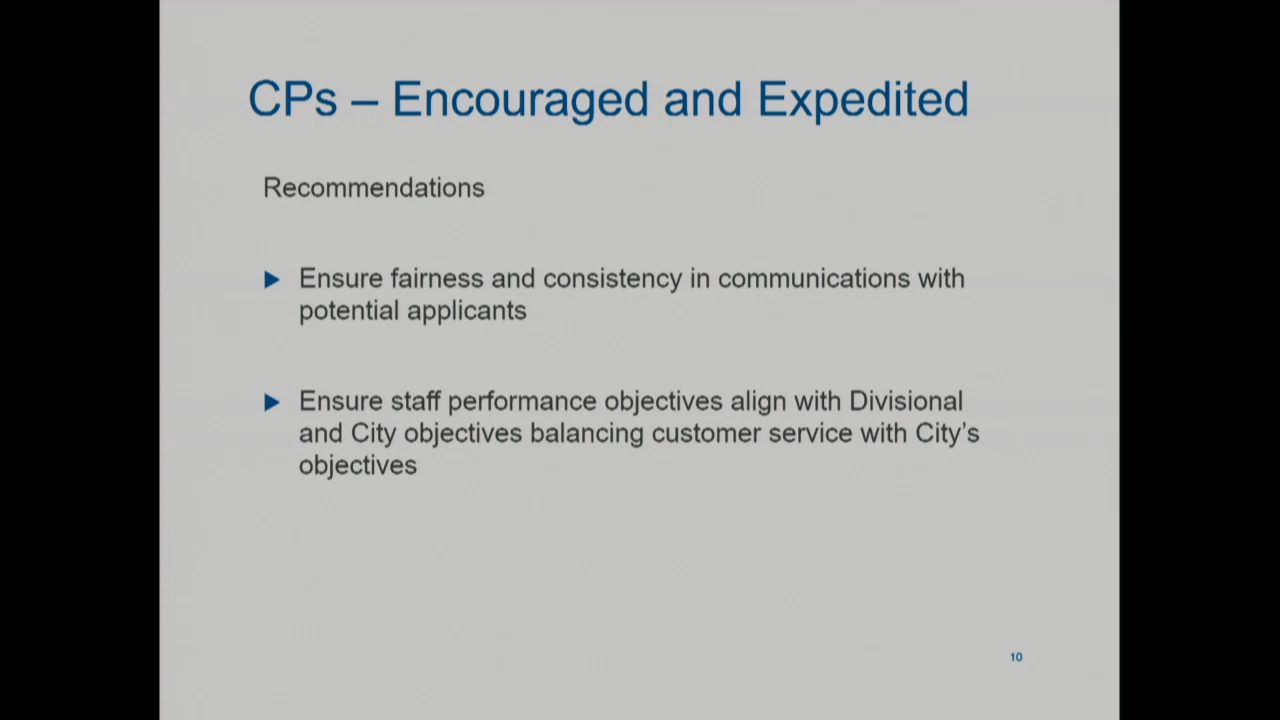 CPs – Encouraged and Expedited
Recommendations
Ensure fairness and consistency in communications with
potential applicants
Ensure staff performance objectives align with Divisional
and City objectives balancing customer service with City’s
objectives
10